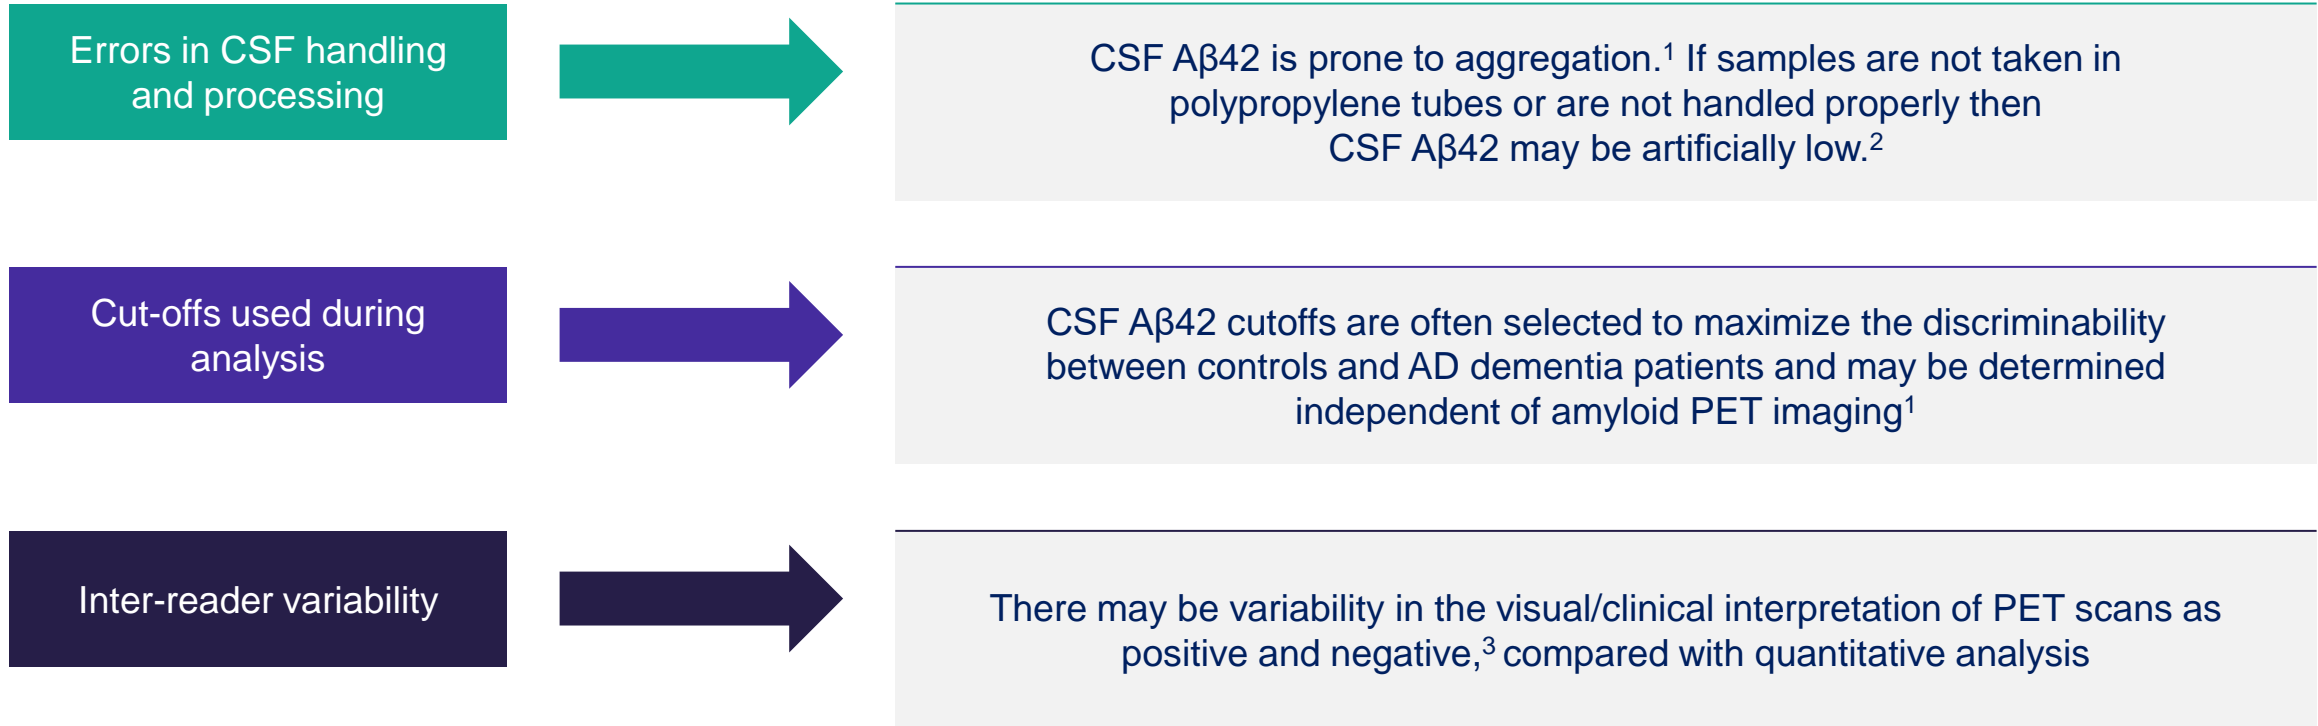 Errors in CSF handling
and processing
CSF Aβ42 is prone to aggregation.¹ If samples are not taken in
polypropylene tubes or are not handled properly then
CSF Aβ42 may be artificially low.²
Cut-offs used during
analysis
CSF Aβ42 cutoffs are often selected to maximize the discriminability
between controls and AD dementia patients and may be determined
independent of amyloid PET imaging¹
Inter-reader variability
There may be variability in the visual/clinical interpretation of PET scans as
positive and negative,³ compared with quantitative analysis